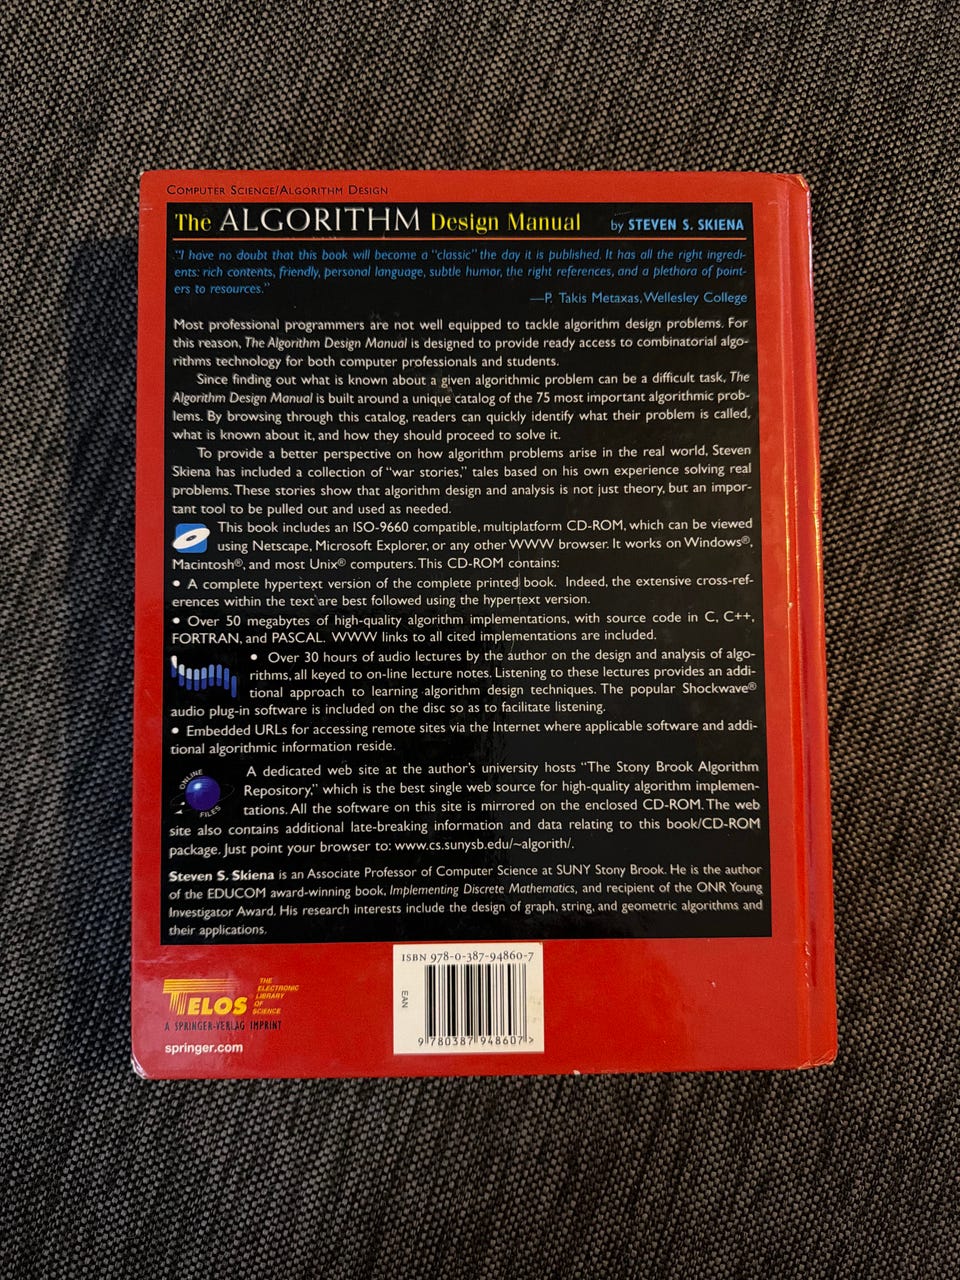 COMPUTER SCIENCE/ALGORITHM DESIGN
The ALGORITHM Design Manual by STEVEN S. SKIENA
"I have no doubt that this book will become a "classic" the day it is published. It has all the right ingredi-
ents: rich contents, friendly, personal language, subtle humor, the right references, and a plethora of point-
ers to resources."
—P. Takis Metaxas, Wellesley College
Most professional programmers are not well equipped to tackle algorithm design problems. For
this reason, The Algorithm Design Manual is designed to provide ready access to combinatorial algo-
rithms technology for both computer professionals and students.
Since finding out what is known about a given algorithmic problem can be a difficult task, The
Algorithm Design Manual is built around a unique catalog of the 75 most important algorithmic prob-
lems. By browsing through this catalog, readers can quickly identify what their problem is called,
what is known about it, and how they should proceed to solve it.
To provide a better perspective on how algorithm problems arise in the real world, Steven
Skiena has included a collection of "war stories," tales based on his own experience solving real
problems. These stories show that algorithm design and analysis is not just theory, but an impor-
tant tool to be pulled out and used as needed.
This book includes an ISO-9660 compatible, multiplatform CD-ROM, which can be viewed
using Netscape, Microsoft Explorer, or any other WWW browser. It works on Windows®,
Macintosh®, and most Unix® computers. This CD-ROM contains:
• A complete hypertext version of the complete printed book. Indeed, the extensive cross-ref-
erences within the text are best followed using the hypertext version.
• Over 50 megabytes of high-quality algorithm implementations, with source code in C, C++,
FORTRAN, and PASCAL. WWW links to all cited implementations are included.
• Over 30 hours of audio lectures by the author on the design and analysis of algo-
rithms, all keyed to on-line lecture notes. Listening to these lectures provides an addi-
tional approach to learning algorithm design techniques. The popular Shockwave®
audio plug-in software is included on the disc so as to facilitate listening.
• Embedded URLs for accessing remote sites via the Internet where applicable software and addi-
tional algorithmic information reside.
ONLINE
FILES
A dedicated web site at the author's university hosts "The Stony Brook Algorithm
Repository," which is the best single web source for high-quality algorithm implemen-
tations. All the software on this site is mirrored on the enclosed CD-ROM. The web
site also contains additional late-breaking information and data relating to this book/CD-ROM
package. Just point your browser to: www.cs.sunysb.edu/~algorith/.
Steven S. Skiena is an Associate Professor of Computer Science at SUNY Stony Brook. He is the author
of the EDUCOM award-winning book, Implementing Discrete Mathematics, and recipient of the ONR Young
Investigator Award. His research interests include the design of graph, string, and geometric algorithms and
their applications.
TELOS
THE
ELECTRONIC
LIBRARY
OF
SCIENCE
A SPRINGER-VERLAG IMPRINT
springer.com
ISBN 978-0-387-94860-7
EAN
9 780387 948607 >